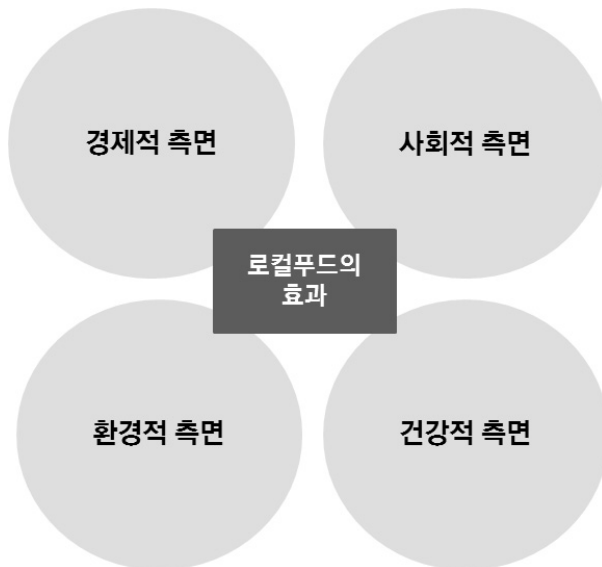 경제적 측면
사회적 측면
로컬푸드의
효과
환경적 측면
건강적 측면